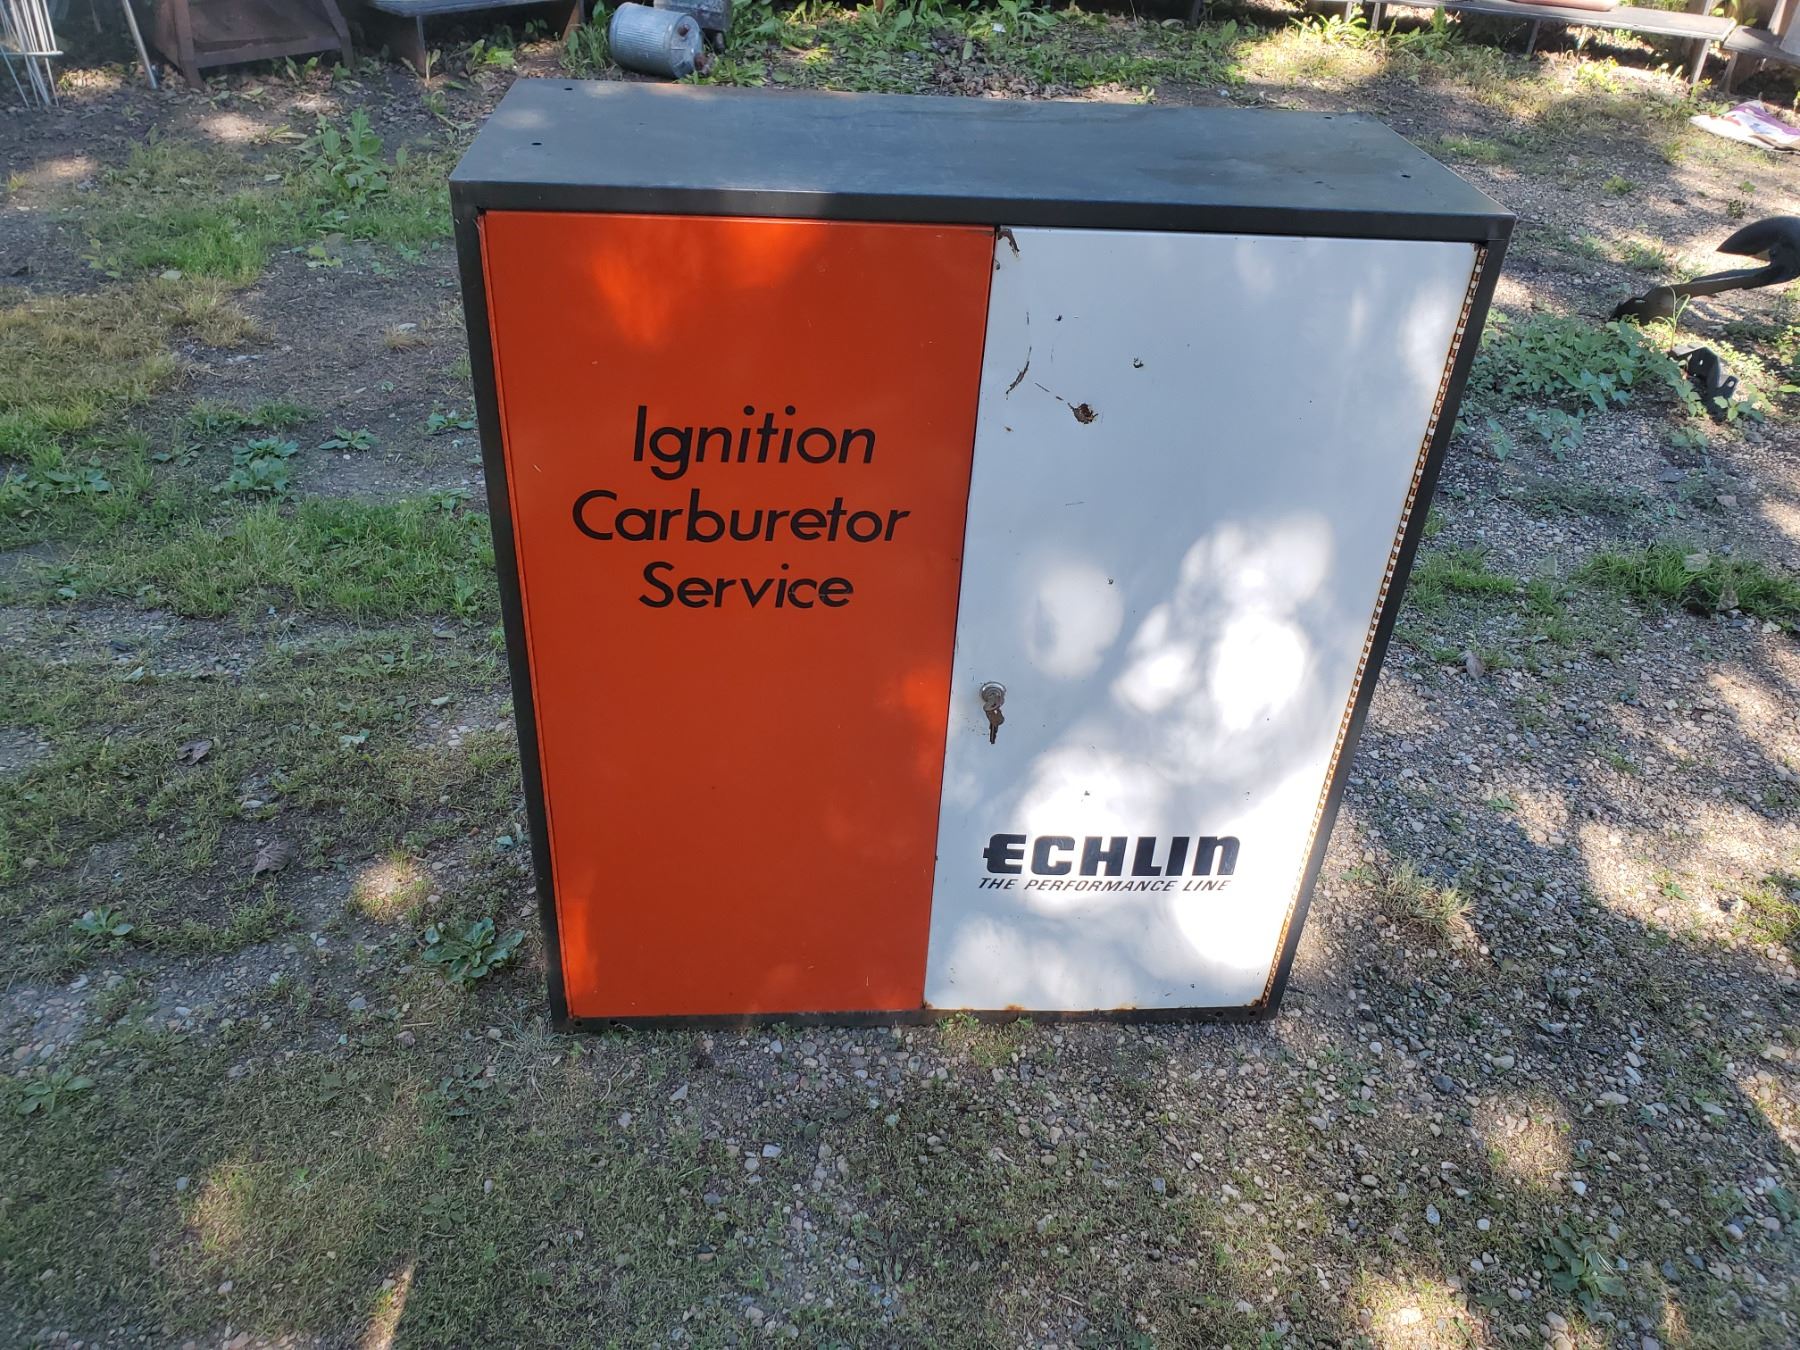 Ignition
Carburetor
Service
ECHLIN
THE PERFORMANCE LINE